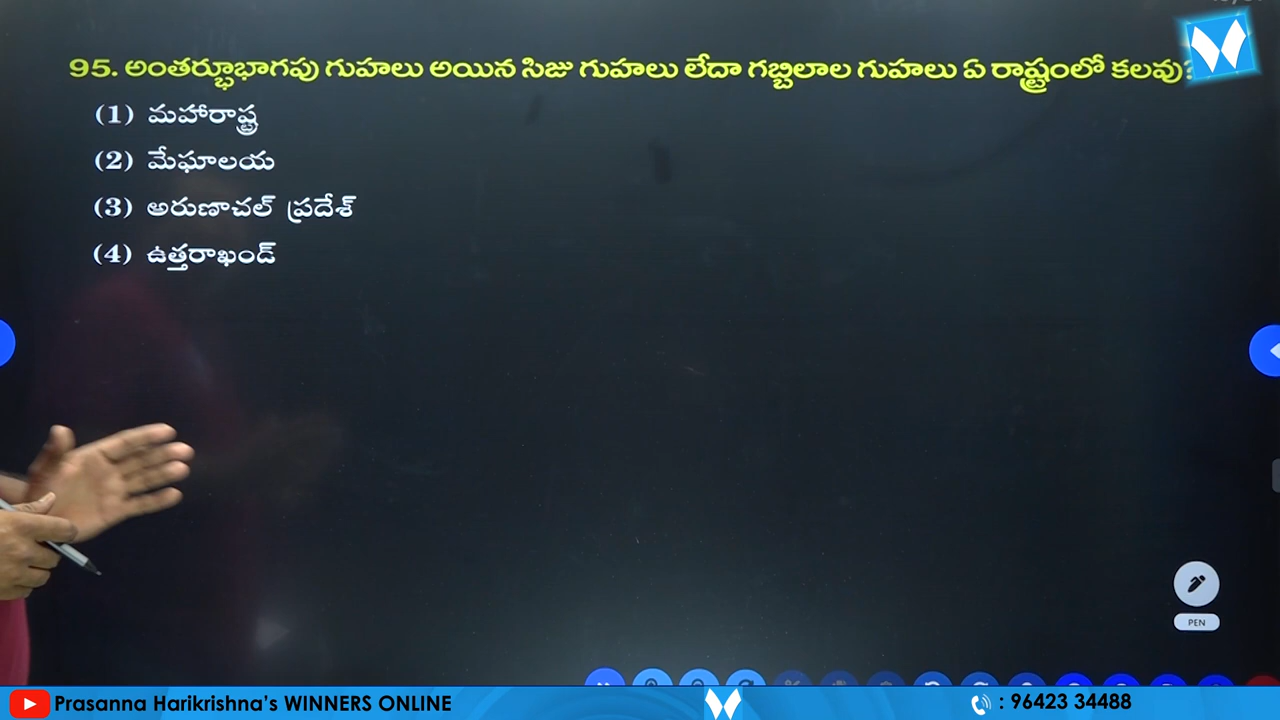 95. అంతర్భూభాగపు గుహలు అయిన సిజు గుహలు లేదా గబ్బిలాల గుహలు ఏ రాష్ట్రంలో కలవు?
(1) మహారాష్ట్ర
(2) మేఘాలయ
(3) అరుణాచల్ ప్రదేశ్
(4) ఉత్తరాఖండ్
PEN
Prasanna Harikrishna's WINNERS ONLINE
: 96423 34488